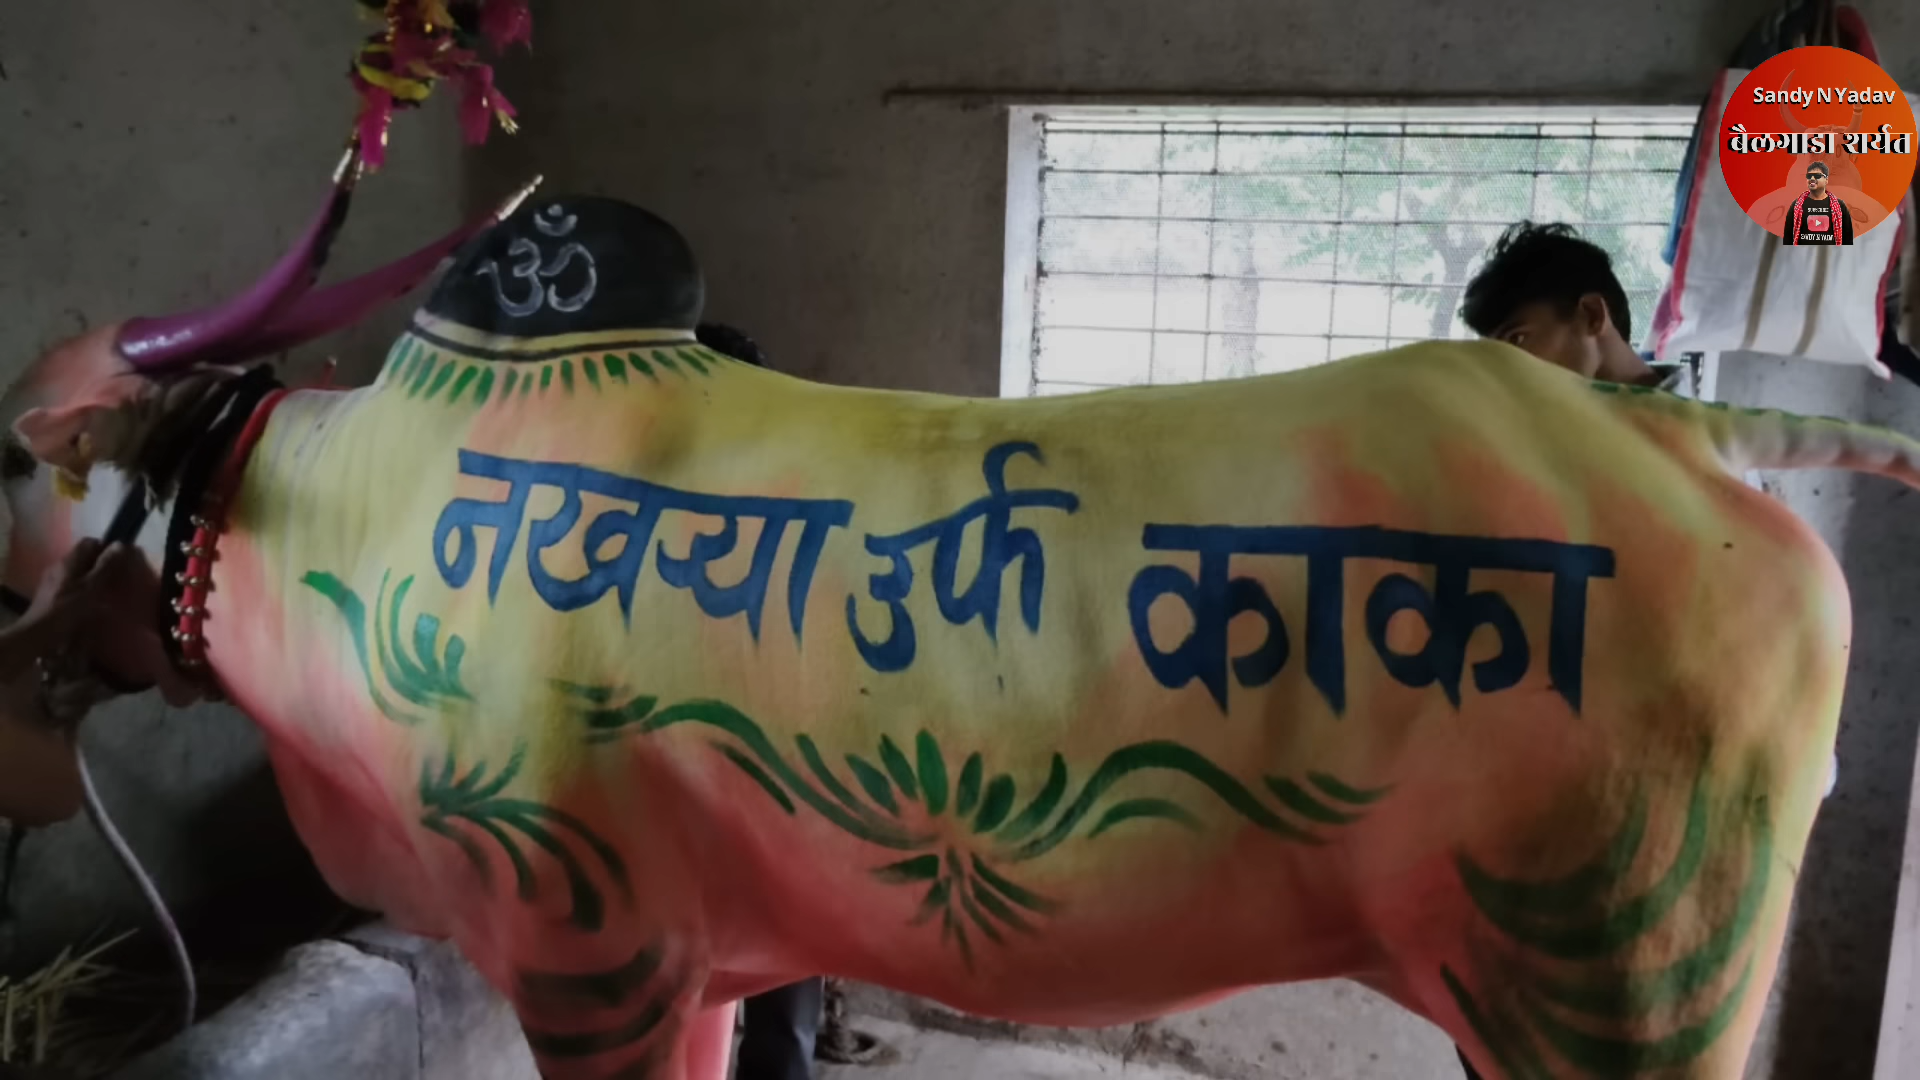 Sandy N Yadav
बैलगाडा शर्यत
ॐ
नखऱ्या उर्फ काका